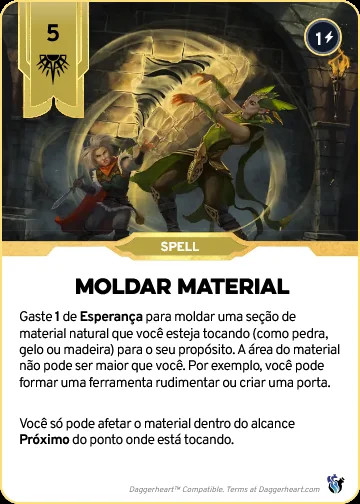 5
1
SPELL
MOLDAR MATERIAL
Gaste 1 de Esperança para moldar uma seção de
material natural que você esteja tocando (como pedra,
gelo ou madeira) para o seu propósito. A área do material
não pode ser maior que você. Por exemplo, você pode
formar uma ferramenta rudimentar ou criar uma porta.
Você só pode afetar o material dentro do alcance
Próximo do ponto onde está tocando.
Daggerheart™ Compatible. Terms at Daggerheart.com